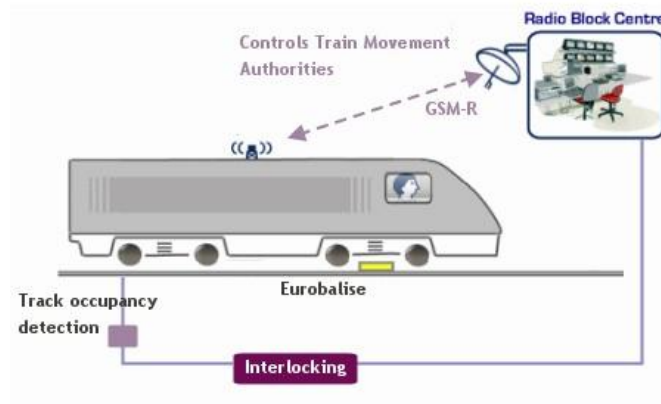 Radio Block Centre
Controls Train Movement
Authorities
GSM-R
Eurobalise
Track occupancy
detection
Interlocking